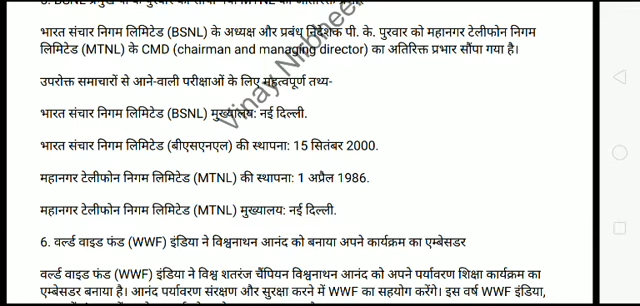 भारत संचार निगम लिमिटेड (BSNL) के अध्यक्ष और प्रबंध निदेशक पी. के. पुरवार को महानगर टेलीफोन निगम
लिमिटेड (MTNL) के CMD (chairman and managing director) का अतिरिक्त प्रभार सौंपा गया है।
उपरोक्त समाचारों से आने-वाली परीक्षाओं के लिए महत्वपूर्ण तथ्य-
भारत संचार निगम लिमिटेड (BSNL) मुख्यालय: नई दिल्ली.
भारत संचार निगम लिमिटेड (बीएसएनएल) की स्थापना: 15 सितंबर 2000.
महानगर टेलीफोन निगम लिमिटेड (MTNL) की स्थापना: 1 अप्रैल 1986.
महानगर टेलीफोन निगम लिमिटेड (MTNL) मुख्यालय: नई दिल्ली.
6. वर्ल्ड वाइड फंड (WWF) इंडिया ने विश्वनाथन आनंद को बनाया अपने कार्यक्रम का एम्बेसडर
वर्ल्ड वाइड फंड (WWF) इंडिया ने विश्व शतरंज चैंपियन विश्वनाथन आनंद को अपने पर्यावरण शिक्षा कार्यक्रम का
एम्बेसडर बनाया है। आनंद पर्यावरण संरक्षण और सुरक्षा करने में WWF का सहयोग करेंगे। इस वर्ष WWF इंडिया,
Vinay